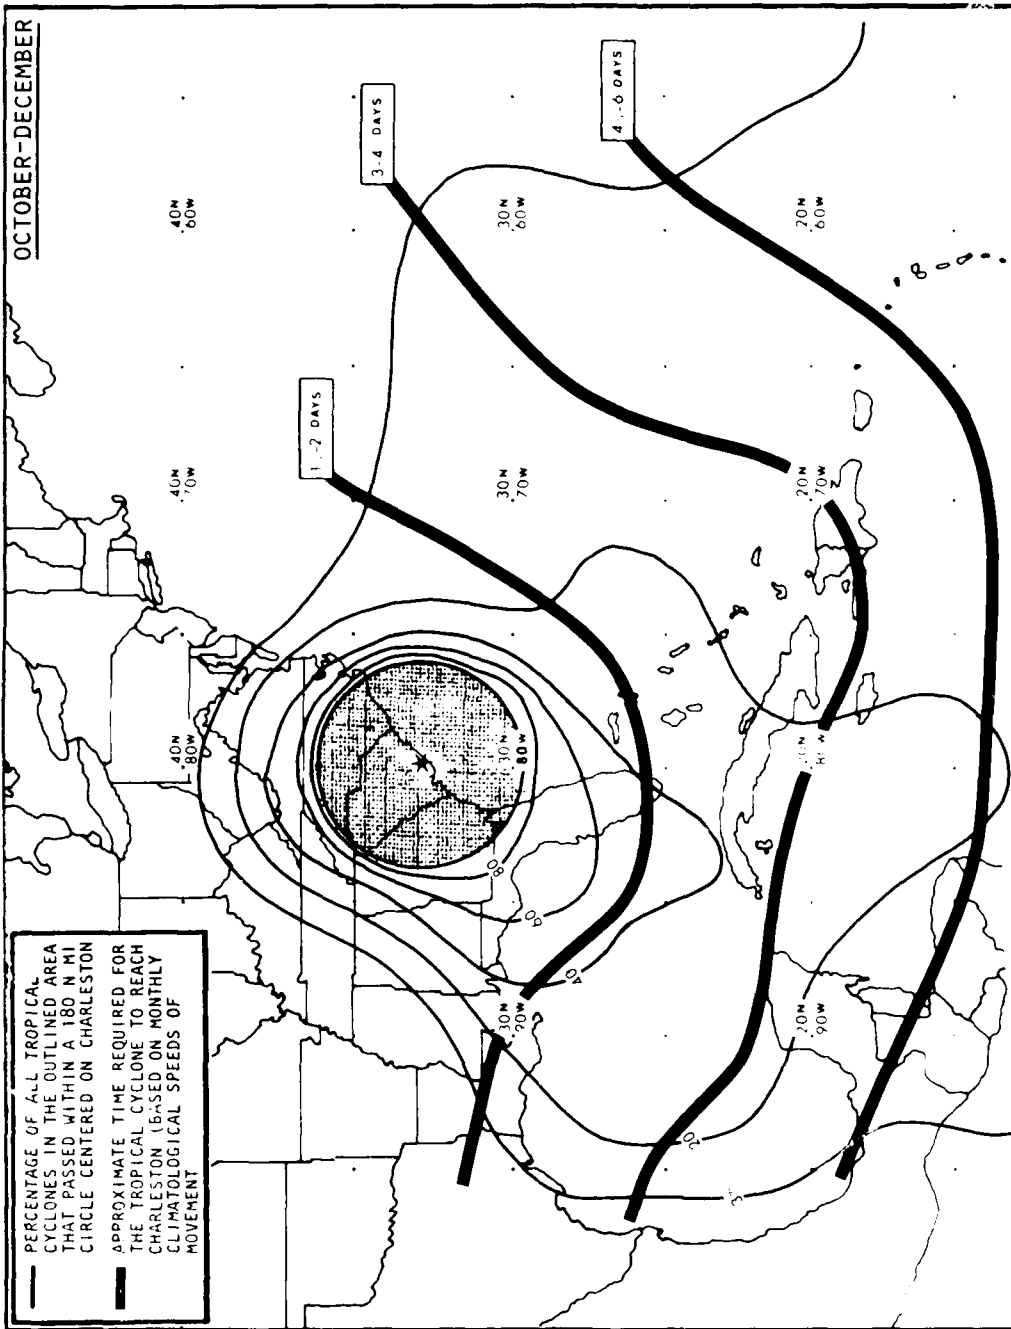 OCTOBER-DECEMBER
PERCENTAGE OF ALL TROPICAL
CYCLONES IN THE OUTLINED AREA
THAT PASSED WITHIN A 180 N MI
CIRCLE CENTERED ON CHARLESTON
APPROXIMATE TIME REQUIRED FOR
THE TROPICAL CYCLONE TO REACH
CHARLESTON (BASED ON MONTHLY
CLIMATOLOGICAL SPEEDS OF
MOVEMENT
1 -2 DAYS
3-4 DAYS
4 -6 DAYS
40N
80W
40N
70W
40N
60W
30N
90W
30N
80W
30N
70W
30N
60W
20N
90W
80W
20N
70W
20N
60W
80
60
40
20